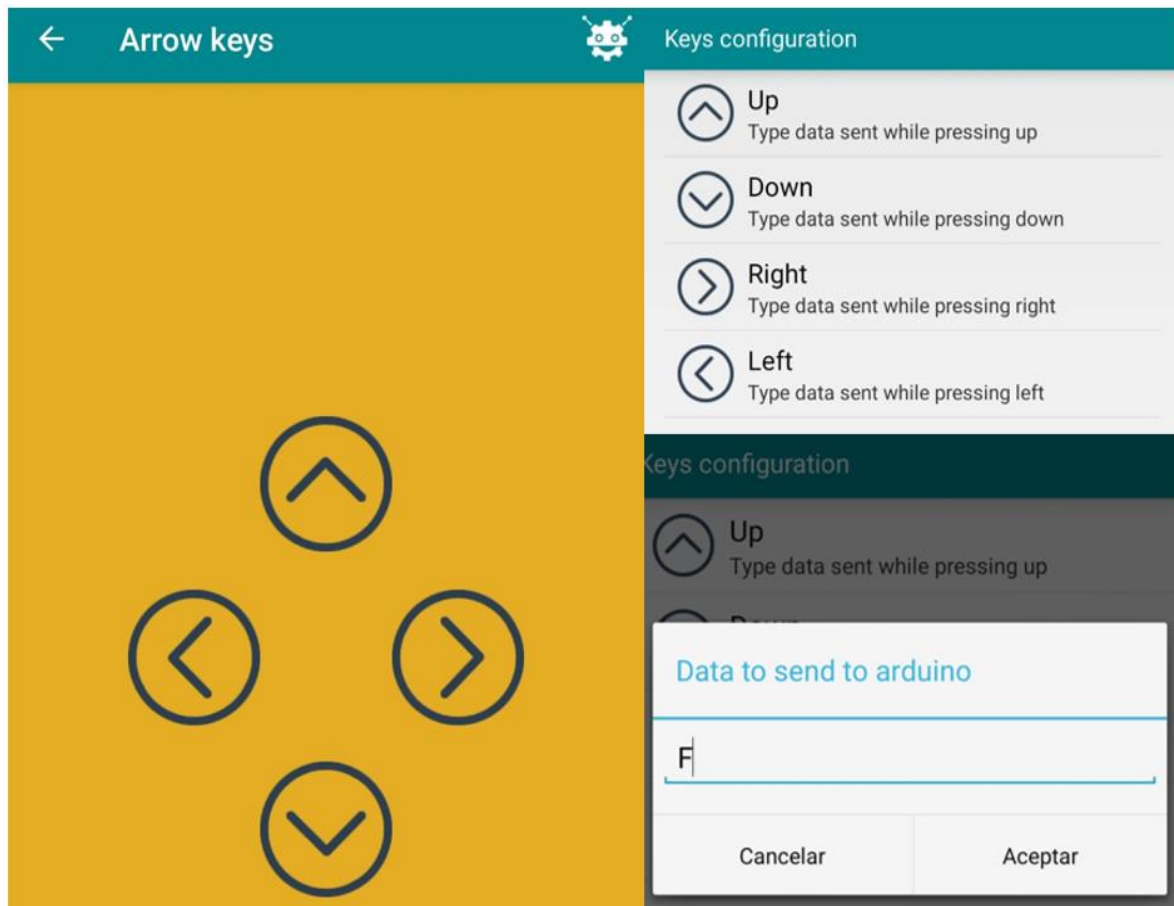 Arrow keys
Keys configuration
Up
Type data sent while pressing up
Down
Type data sent while pressing down
Right
Type data sent while pressing right
Left
Type data sent while pressing left
Keys configuration
Up
Type data sent while pressing up
Down
Data to send to arduino
F
Cancelar
Aceptar